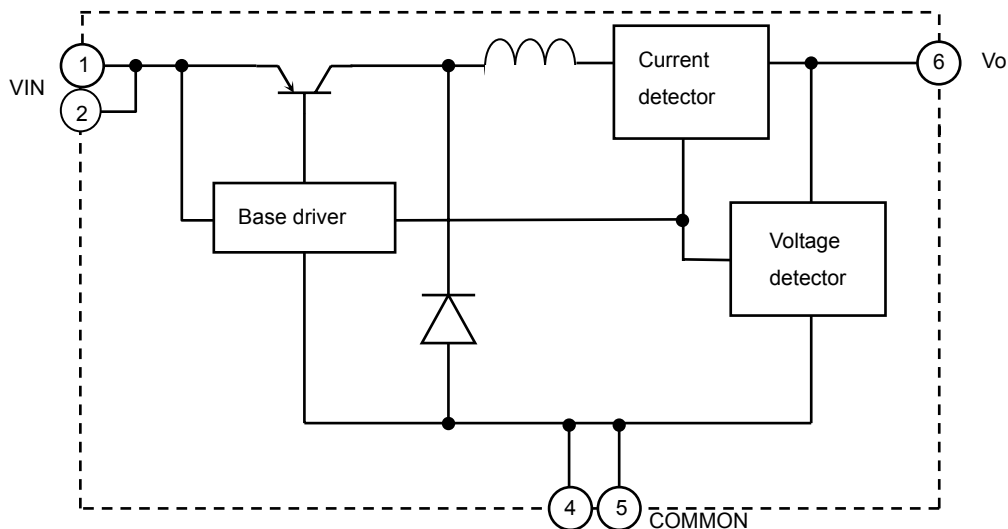 1
VIN
2
Current
detector
6
Vo
Base driver
Voltage
detector
4
5
COMMON